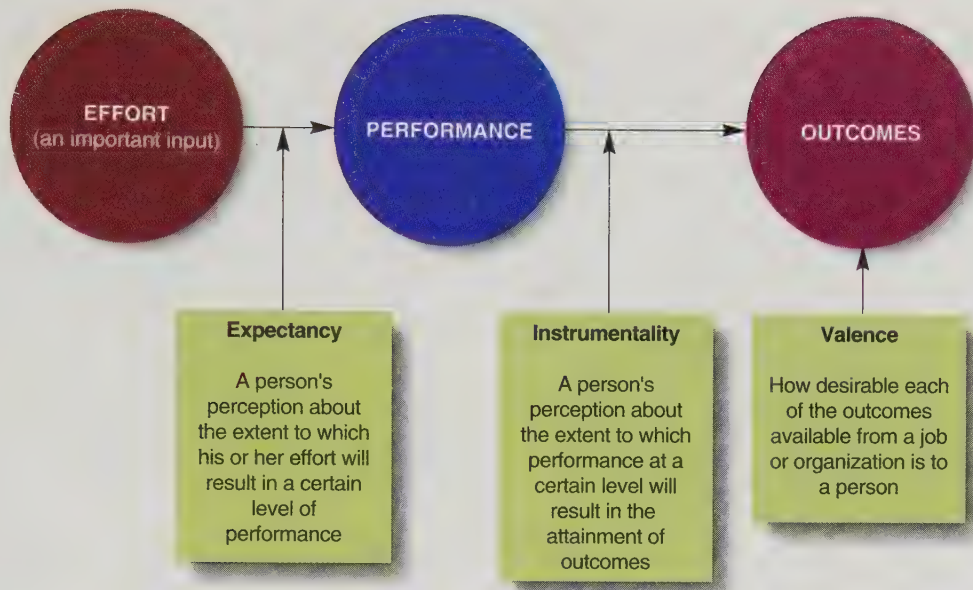 EFFORT
(an important input)
PERFORMANCE
OUTCOMES
Expectancy
A person's
perception about
the extent to which
his or her effort will
result in a certain
level of
performance
Instrumentality
A person's
perception about
the extent to which
performance at a
certain level will
result in the
attainment of
outcomes
Valence
How desirable each
of the outcomes
available from a job
or organization is to
a person